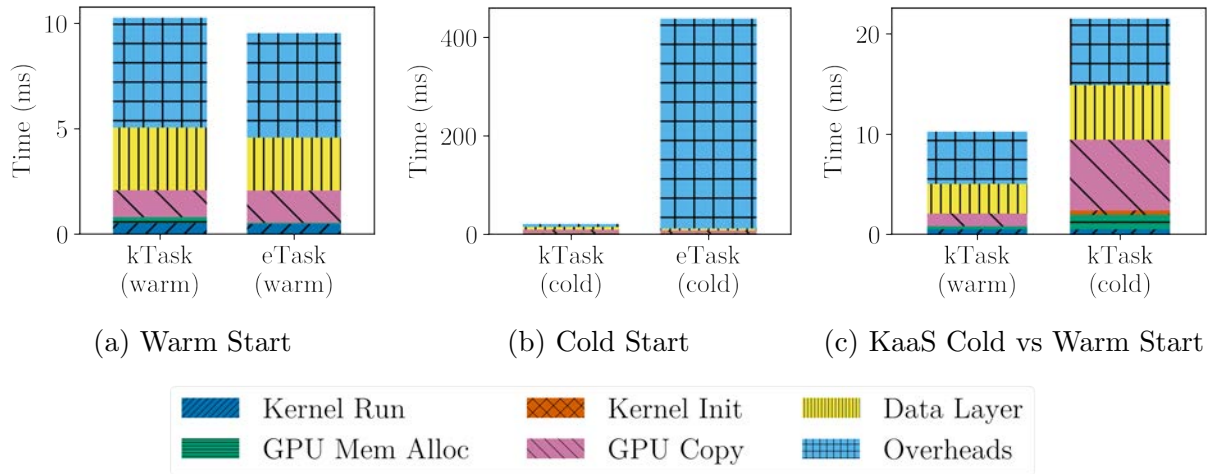 10
5
0
Time (ms)
kTask
(warm)
eTask
(warm)
(a) Warm Start
400
200
0
Time (ms)
kTask
(cold)
eTask
(cold)
(b) Cold Start
20
10
0
Time (ms)
kTask
(warm)
kTask
(cold)
(c) KaaS Cold vs Warm Start
Kernel Run
Kernel Init
Data Layer
GPU Mem Alloc
GPU Copy
Overheads